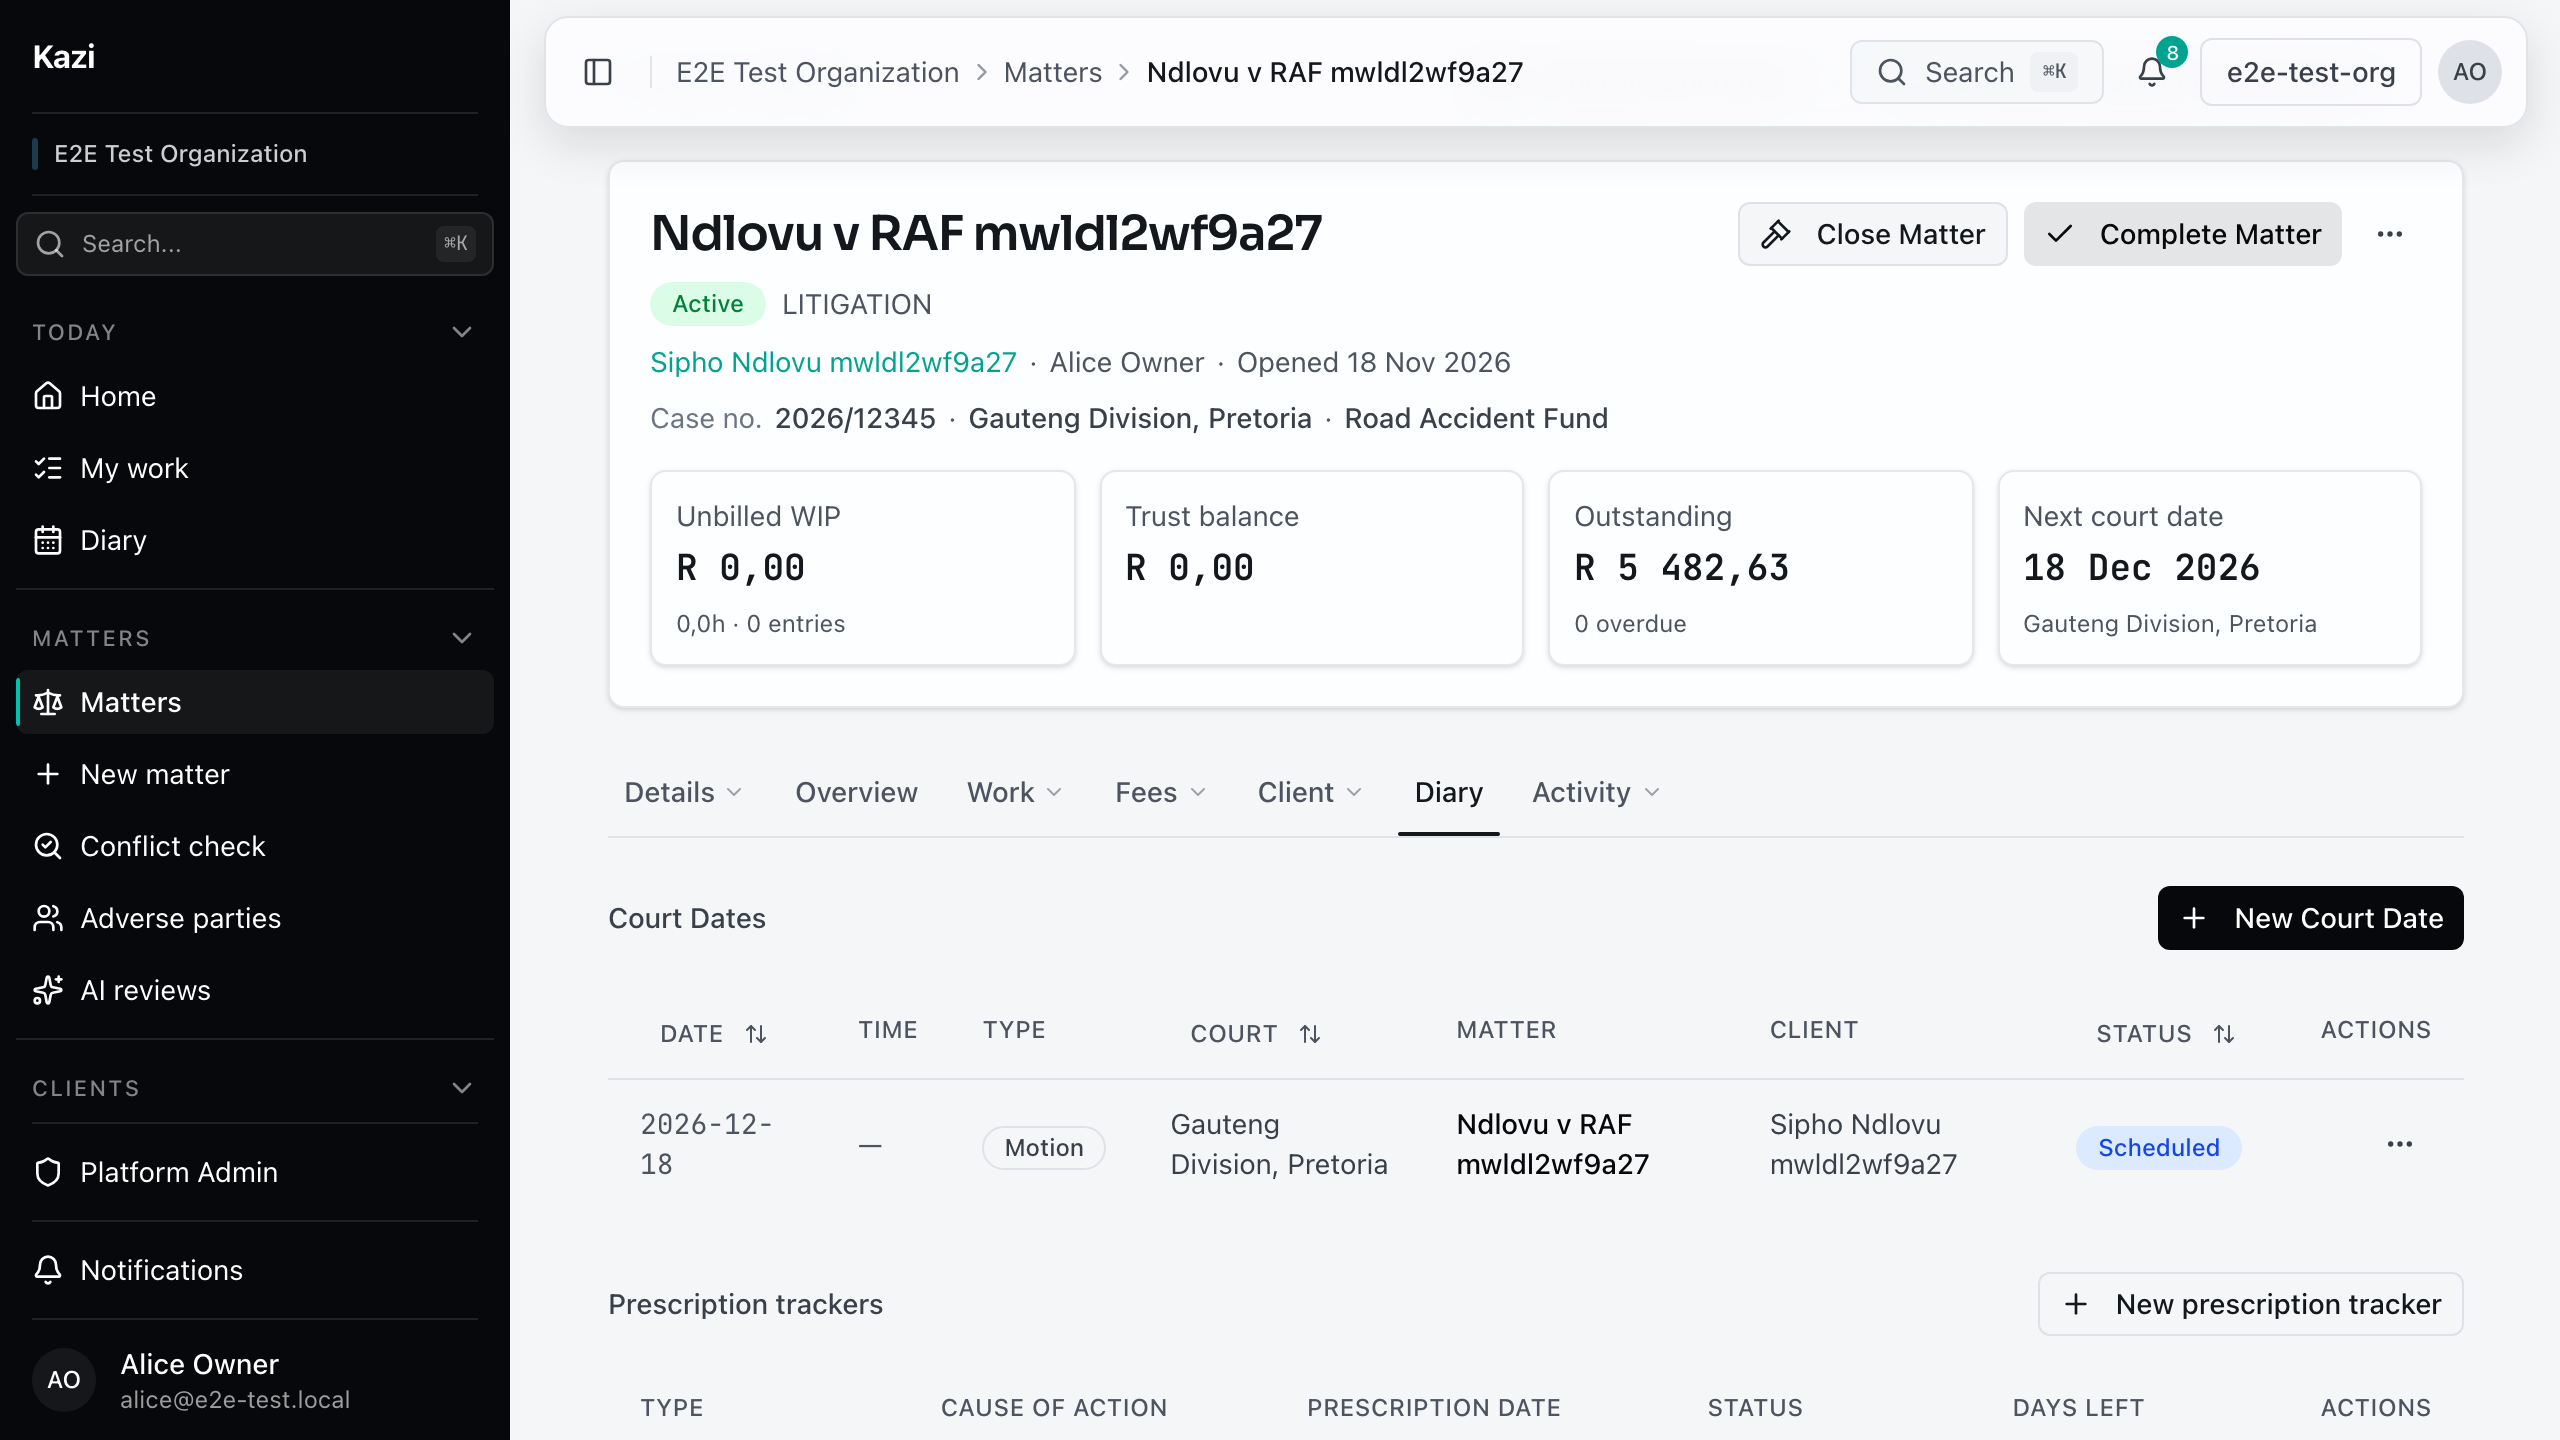 Kazi
E2E Test Organization
Search... ⌘K
TODAY
Home
My work
Diary
MATTERS
Matters
New matter
Conflict check
Adverse parties
AI reviews
CLIENTS
Platform Admin
Notifications
AO
Alice Owner
alice@e2e-test.local
E2E Test Organization > Matters > Ndlovu v RAF mwldl2wf9a27
Search ⌘K
8
e2e-test-org
AO
Ndlovu v RAF mwldl2wf9a27
Close Matter
Complete Matter
Active LITIGATION
Sipho Ndlovu mwldl2wf9a27 · Alice Owner · Opened 18 Nov 2026
Case no. 2026/12345 · Gauteng Division, Pretoria · Road Accident Fund
Unbilled WIP
R 0,00
0,0h · 0 entries
Trust balance
R 0,00
Outstanding
R 5 482,63
0 overdue
Next court date
18 Dec 2026
Gauteng Division, Pretoria
Details Overview Work Fees Client Diary Activity
Court Dates
New Court Date
DATE TIME TYPE COURT MATTER CLIENT STATUS ACTIONS
2026-12-
18
—
Motion
Gauteng
Division, Pretoria
Ndlovu v RAF
mwldl2wf9a27
Sipho Ndlovu
mwldl2wf9a27
Scheduled
Prescription trackers
New prescription tracker
TYPE CAUSE OF ACTION PRESCRIPTION DATE STATUS DAYS LEFT ACTIONS